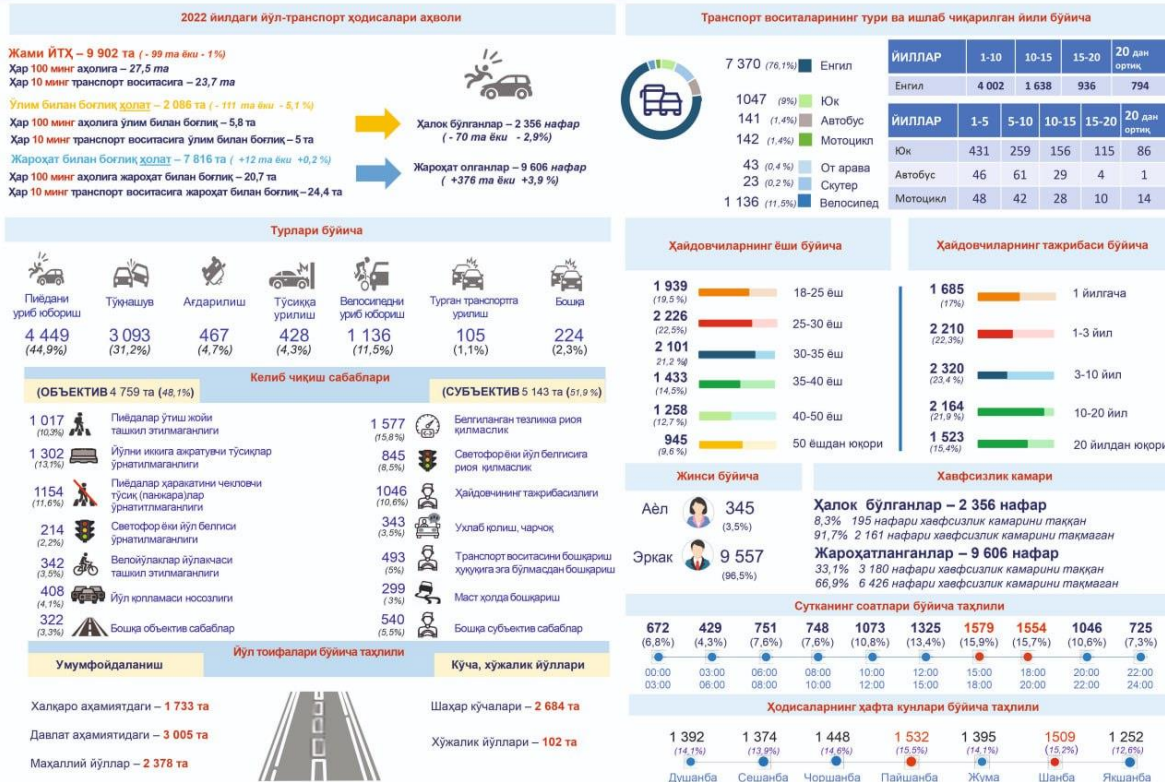 2022 йилдаги йўл-транспорт ҳодисалари аҳволи
Жами ЙТҲ – 9 902 та ( - 99 та ёки - 1%)
Ҳар 100 минг аҳолига – 27,5 та
Ҳар 10 минг транспорт воситасига – 23,7 та
Ўлим билан боғлиқ ҳолат – 2 086 та ( - 111 та ёки - 5,1 %)
Ҳар 100 минг аҳолига ўлим билан боғлиқ – 5,8 та
Ҳар 10 минг транспорт воситасига ўлим билан боғлиқ – 5 та
Жароҳат билан боғлиқ ҳолат – 7 816 та ( +12 та ёки +0,2 %)
Ҳар 100 минг аҳолига жароҳат билан боғлиқ – 20,7 та
Ҳар 10 минг транспорт воситасига жароҳат билан боғлиқ – 24,4 та
Ҳалок бўлганлар – 2 356 нафар
( - 70 та ёки - 2,9%)
Жароҳат олганлар – 9 606 нафар
( +376 та ёки +3,9 %)
Турлари бўйича
Пиёдани уриб юбориш
4 449
(44,9%)
Тўқнашув
3 093
(31,2%)
Ағдарилиш
467
(4,7%)
Тўсиққа урилиш
428
(4,3%)
Велосипедни уриб юбориш
1 136
(11,5%)
Турган транспортга урилиш
105
(1,1%)
Бошқа
224
(2,3%)
Келиб чиқиш сабаблари
(ОБЪЕКТИВ 4 759 та (48,1%)
1 017 (10,3%) Пиёдалар ўтиш жойи ташкил этилмаганлиги
1 302 (13,1%) Йўлни иккига ажратувчи тўсиқлар ўрнатилмаганлиги
1154 (11,6%) Пиёдалар ҳаракатини чекловчи тўсиқ (панжара)лар ўрнатитлмаганлиги
214 (2,2%) Светофор ёки йўл белгиси ўрнатилмаганлиги
342 (3,5%) Велойўлаклар йўлакчаси ташкил этилмаганлиги
408 (4,1%) Йўл қопламаси носозлиги
322 (3,3%) Бошқа объектив сабаблар
(СУБЪЕКТИВ 5 143 та (51,9 %)
1 577 (15,8%) Белгиланган тезликка риоя қилмаслик
845 (8,5%) Светофор ёки йўл белгисига риоя қилмаслик
1046 (10,6%) Ҳайдовчининг тажрибасизлиги
343 (3,5%) Ухлаб қолиш, чарчоқ
493 (5%) Транспорт воситасини бошқариш ҳуқуқига эга бўлмасдан бошқариш
299 ( 3%) Маст ҳолда бошқариш
540 (5,5%) Бошқа субъектив сабаблар
Йўл тоифалари бўйича таҳлили
Умумфойдаланиш
Халқаро аҳамиятдаги – 1 733 та
Давлат аҳамиятидаги – 3 005 та
Маҳаллий йўллар – 2 378 та
Кўча, хўжалик йўллари
Шаҳар кўчалари – 2 684 та
Хўжалик йўллари – 102 та
Транспорт воситаларининг тури ва ишлаб чиқарилган йили бўйича
7 370 (76,1%) Енгил
1047 (9%) Юк
141 (1,4%) Автобус
142 (1,4%) Мотоцикл
43 (0,4 %) От арава
23 (0,2 %) Скутер
1 136 (11,5%) Велосипед
ЙИЛЛАР 1-10 10-15 15-20 20 дан ортиқ
Енгил 4 002 1 638 936 794
ЙИЛЛАР 1-5 5-10 10-15 15-20 20 дан ортиқ
Юк 431 259 156 115 86
Автобус 46 61 29 4 1
Мотоцикл 48 42 28 10 14
Ҳайдовчиларнинг ёши бўйича
1 939 (19,5 %) 18-25 ёш
2 226 (22,5%) 25-30 ёш
2 101 21,2 %) 30-35 ёш
1 433 (14,5%) 35-40 ёш
1 258 (12,7 %) 40-50 ёш
945 (9,6 %) 50 ёшдан юқори
Ҳайдовчиларнинг тажрибаси бўйича
1 685 (17%) 1 йилгача
2 210 (22,3%) 1-3 йил
2 320 (23,4 %) 3-10 йил
2 164 (21,9 %) 10-20 йил
1 523 (15,4%) 20 йилдан юқори
Жинси бўйича
Аёл 345
(3,5%)
Эркак 9 557
(96,5%)
Хавфсизлик камари
Ҳалок бўлганлар – 2 356 нафар
8,3% 195 нафари хавфсизлик камарини таққан
91,7% 2 161 нафари хавфсизлик камарини тақмаган
Жароҳатланганлар – 9 606 нафар
33,1% 3 180 нафари хавфсизлик камарини таққан
66,9% 6 426 нафари хавфсизлик камарини тақмаган
Сутканинг соатлари бўйича таҳлили
672 429 751 748 1073 1325 1579 1554 1046 725
(6,8%) (4,3%) (7,6%) (7,6%) (10,8%) (13,4%) (15,9%) (15,7%) (10,6%) (7,3%)
00:00 03:00 06:00 08:00 10:00 12:00 15:00 18:00 20:00 22:00
03:00 06:00 08:00 10:00 12:00 15:00 18:00 20:00 22:00 24:00
Ҳодисаларнинг ҳафта кунлари бўйича таҳлили
1 392 1 374 1 448 1 532 1 395 1509 1 252
(14,1%) (13,9%) (14,6%) (15,5%) (14,1%) (15,2%) (12,6%)
Душанба Сешанба Чоршанба Пайшанба Жума Шанба Якшанба